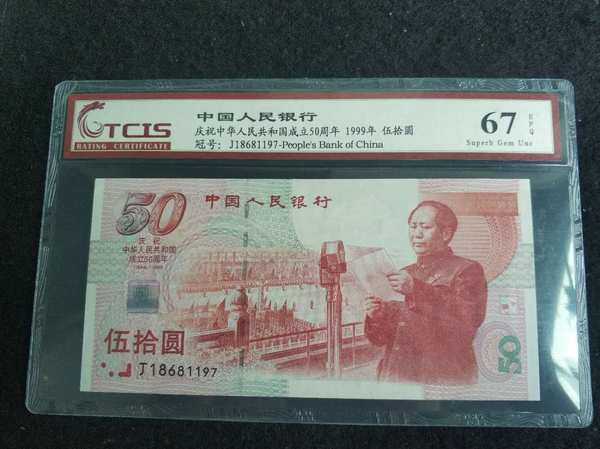 TCIS
RATING CERTIFICATE
中国人民银行
庆祝中华人民共和国成立50周年 1999年 伍拾圆
冠号: J18681197-People's Bank of China
67 EPQ
Superb Gem Unc
50
中国人民银行
庆祝
中华人民共和国
成立50周年
伍拾圆
J18681197
50